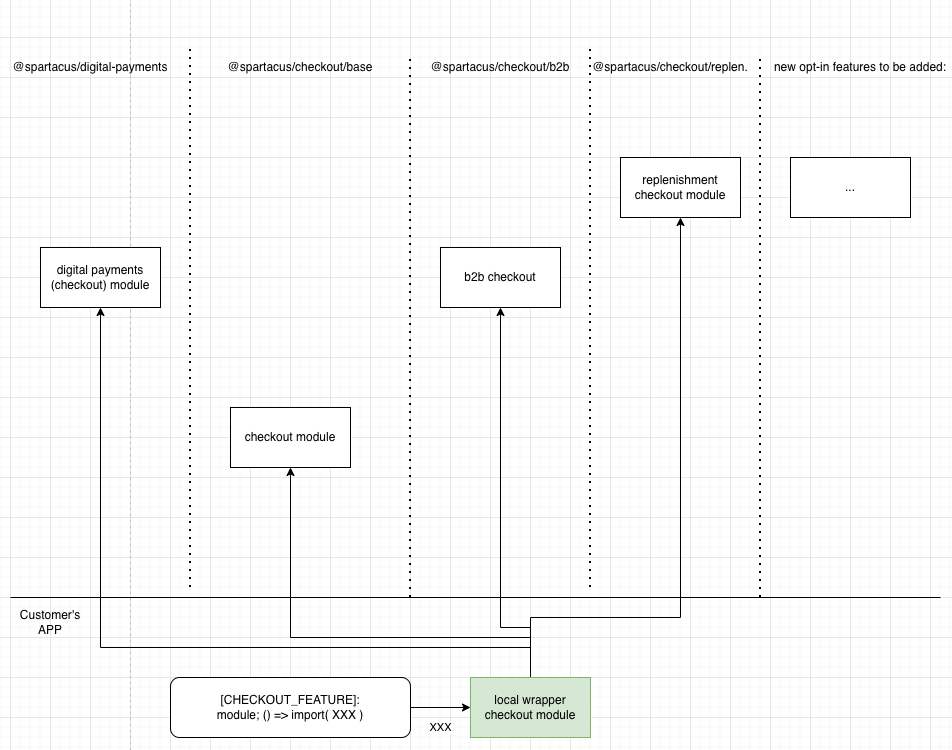 @spartacus/digital-payments
@spartacus/checkout/base
@spartacus/checkout/b2b
@spartacus/checkout/replen.
new opt-in features to be added:
replenishment
checkout module
...
digital payments
(checkout) module
b2b checkout
checkout module
Customer's
APP
[CHECKOUT_FEATURE]:
module; () => import( XXX )
XXX
local wrapper
checkout module